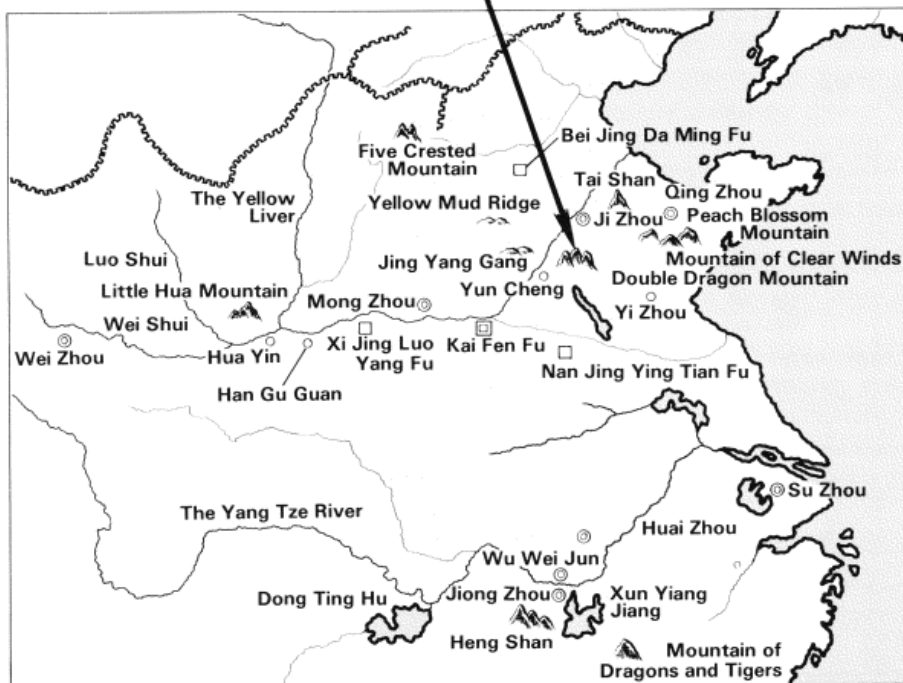 Bei Jing Da Ming Fu
Five Crested
Mountain
Tai Shan
Qing Zhou
The Yellow
Liver
Yellow Mud Ridge
Ji Zhou
Peach Blossom
Mountain
Luo Shui
Jing Yang Gang
Mountain of Clear Winds
Little Hua Mountain
Yun Cheng
Double Dragon Mountain
Mong Zhou
Yi Zhou
Wei Shui
Wei Zhou
Hua Yin
Xi Jing Luo
Yang Fu
Kai Fen Fu
Nan Jing Ying Tian Fu
Han Gu Guan
Su Zhou
The Yang Tze River
Huai Zhou
Wu Wei Jun
Dong Ting Hu
Jiong Zhou
Xun Yiang
Jiang
Heng Shan
Mountain of
Dragons and Tigers